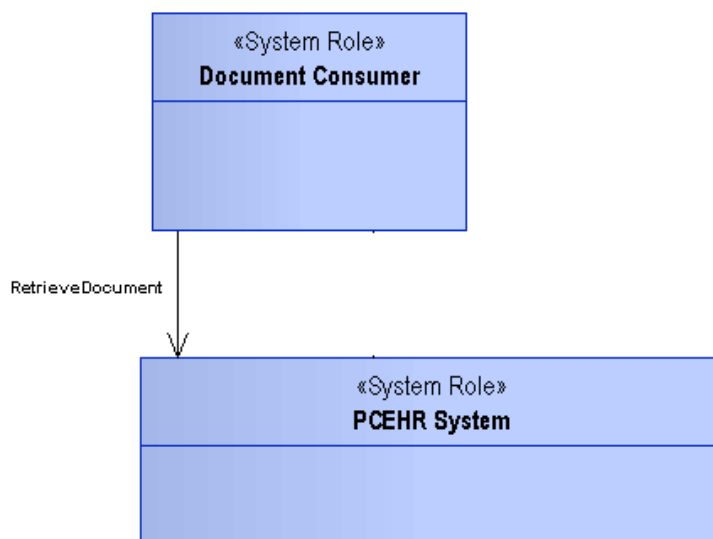 «System Role»
Document Consumer
RetrieveDocument
«System Role»
PCEHR System